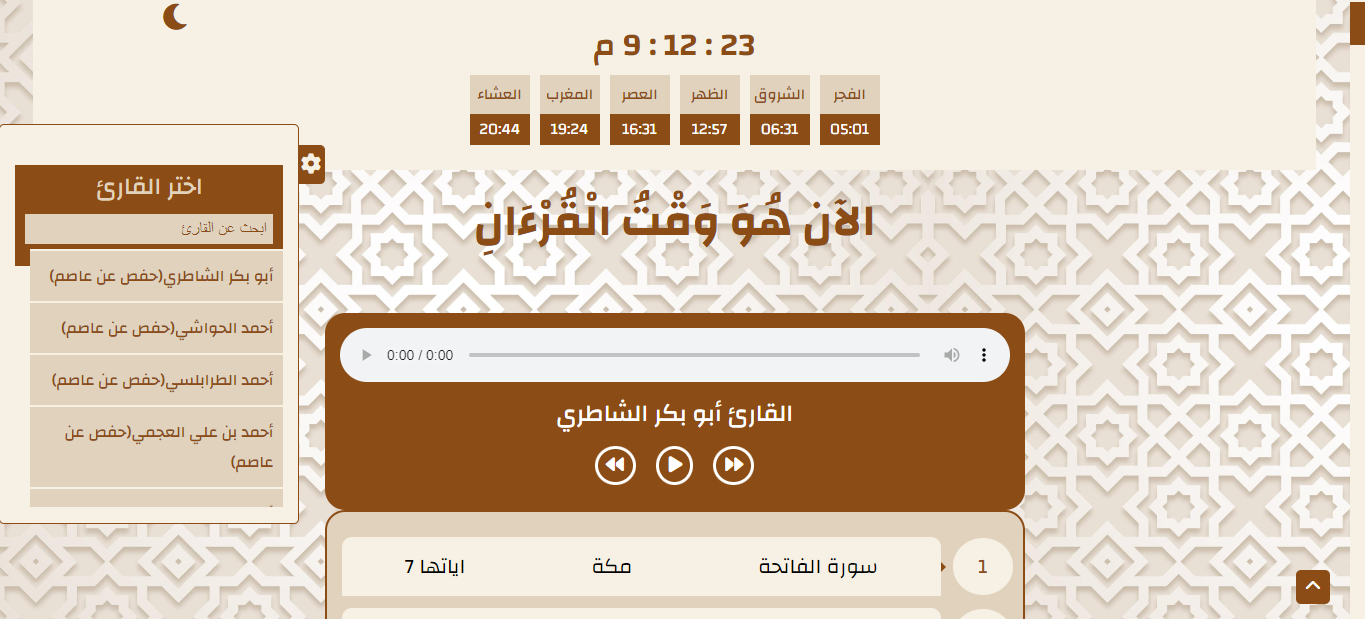 9 : 12 : 23 م
الفجر الشروق الظهر العصر المغرب العشاء
05:01 06:31 12:57 16:31 19:24 20:44
الآن هُوَ وَقْتُ الْقُرْءَانِ
اختر القارئ
ابحث عن القارئ
أبو بكر الشاطري(حفص عن عاصم)
أحمد الحواشي(حفص عن عاصم)
أحمد الطرابلسي(حفص عن عاصم)
أحمد بن علي العجمي(حفص عن
عاصم)
0:00 / 0:00
القارئ أبو بكر الشاطري
1 سورة الفاتحة مكة اياتها 7